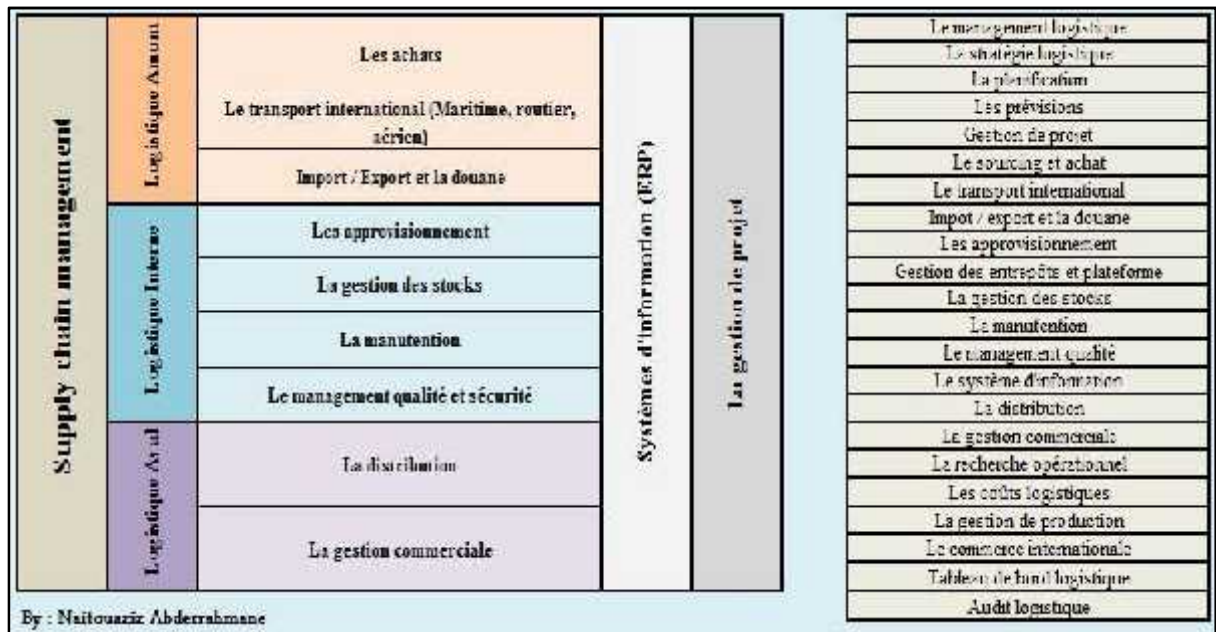 Supply chain management
Logistique Amont
Les achats
Le transport international (Maritime, routier,
aérien)
Import / Export et la douane
Logistique Interne
Les approvisionnement
La gestion des stocks
La manutention
Le management qualité et sécurité
Logistique Aval
La distribution
La gestion commerciale
Systèmes d'information (ERP)
La gestion de projet
Le management logistique
La stratégie logistique
La planification
Les prévisions
Gestion de projet
Le sourcing et achat
Le transport international
Impot / export et la douane
Les approvisionnement
Gestion des entrepôts et plateforme
La gestion des stocks
La manutention
Le management qualité
Le système d'information
La distribution
La gestion commerciale
La recherche opérationnel
Les coûts logistiques
La gestion de production
Le commerce internationale
Tableau de bord logistique
Audit logistique
By : Naitouaziz Abderrahmane